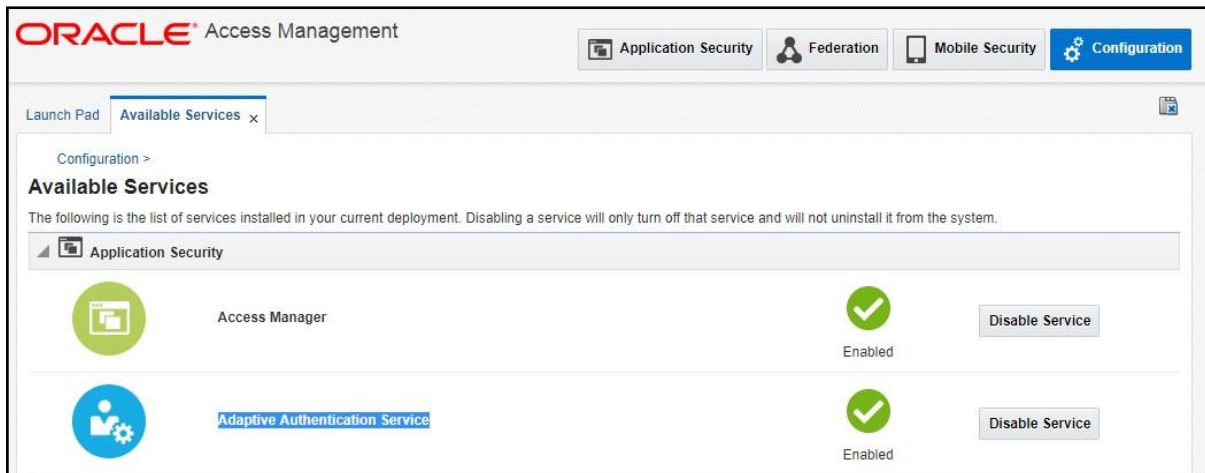 ORACLE Access Management
Application Security
Federation
Mobile Security
Configuration
Launch Pad
Available Services x
Configuration >
Available Services
The following is the list of services installed in your current deployment. Disabling a service will only turn off that service and will not uninstall it from the system.
Application Security
Access Manager
Enabled
Disable Service
Adaptive Authentication Service
Enabled
Disable Service